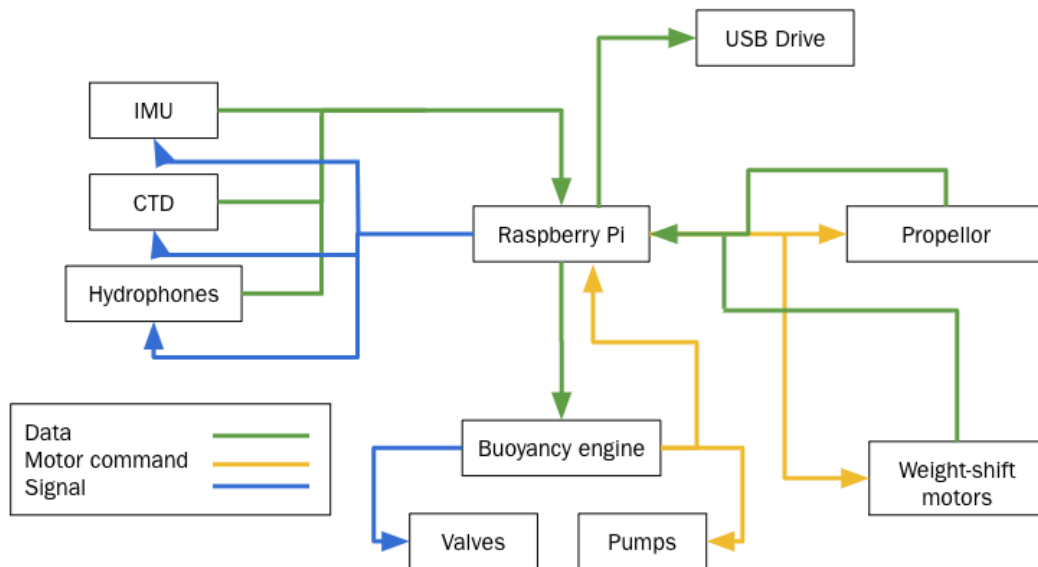 USB Drive
IMU
CTD
Raspberry Pi
Propellor
Hydrophones
Data
Motor command
Signal
Buoyancy engine
Weight-shift
motors
Valves
Pumps